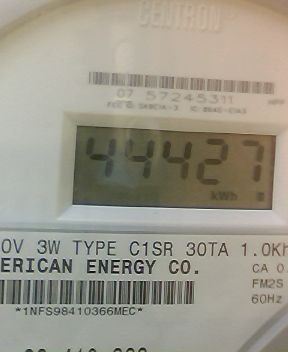 CENTRON
07 57245311
44427
kWh
0V 3W TYPE C1SR 30TA 1.0Kh
ERICAN ENERGY CO.
CA 0.
FM2S
60Hz
*1NFS98410366MEC*